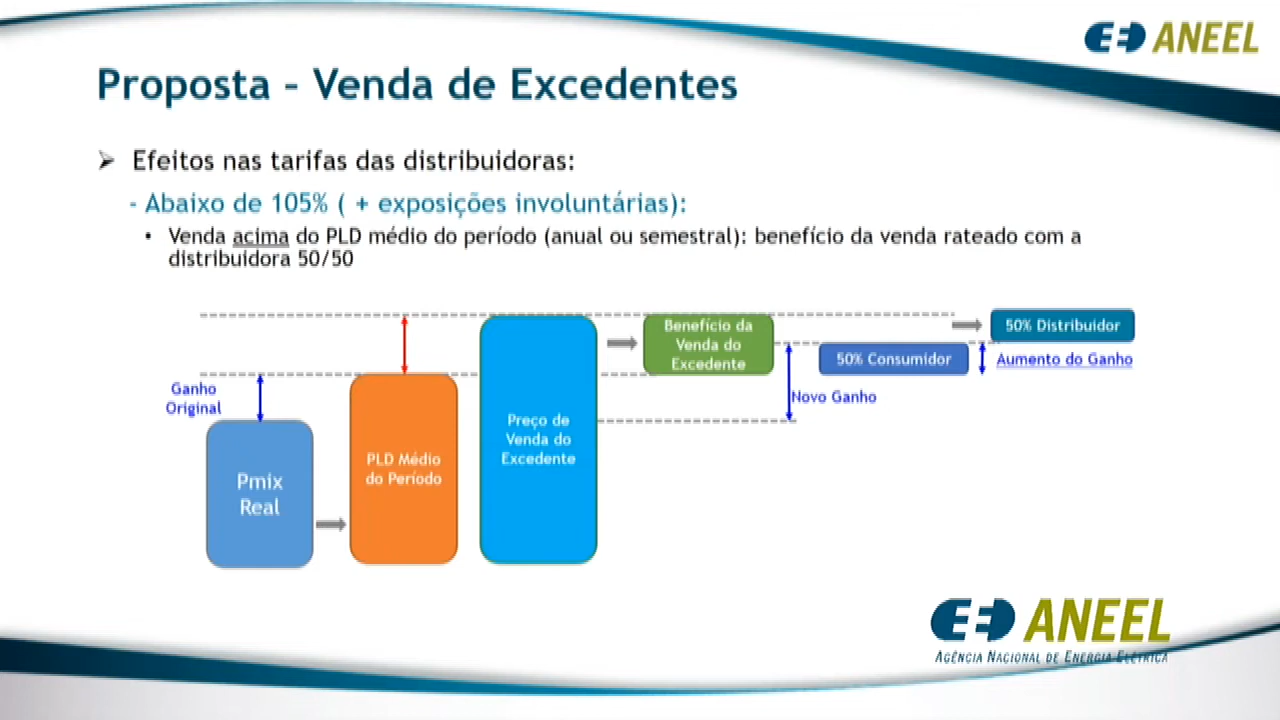 ANEEL
Proposta – Venda de Excedentes
➢ Efeitos nas tarifas das distribuidoras:
- Abaixo de 105% ( + exposições involuntárias):
• Venda acima do PLD médio do período (anual ou semestral): benefício da venda rateado com a
distribuidora 50/50
Ganho
Original
Pmix
Real
PLD Médio
do Período
Preço de
Venda do
Excedente
Benefício da
Venda do
Excedente
Novo Ganho
50% Consumidor
50% Distribuidor
Aumento do Ganho
ANEEL
AGÊNCIA NACIONAL DE ENERGIA ELÉTRICA